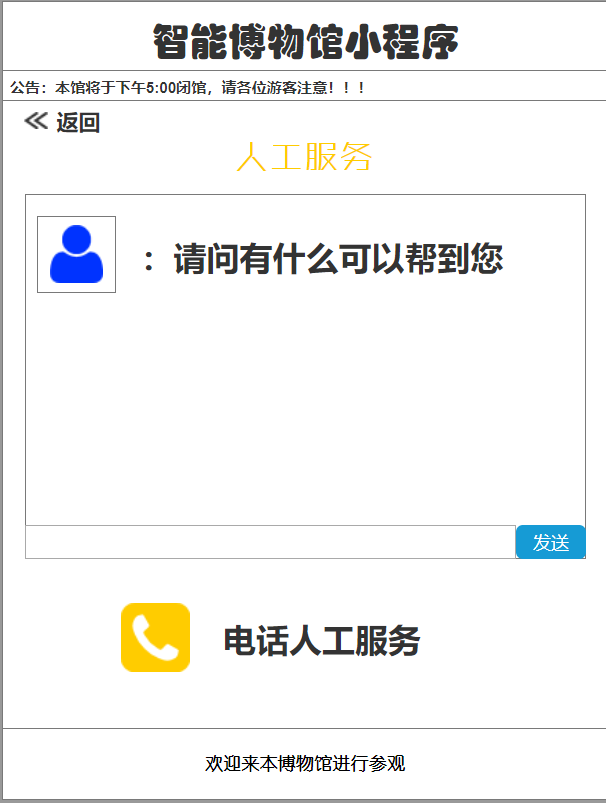 智能博物馆小程序
公告：本馆将于下午5:00闭馆，请各位游客注意！！！
返回
人工服务
：请问有什么可以帮到您
发送
电话人工服务
欢迎来本博物馆进行参观